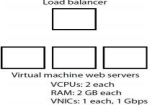 Load balancer
Virtual machine web servers
VCPUs: 2 each
RAM: 2 GB each
VNICs: 1 each, 1 Gbps